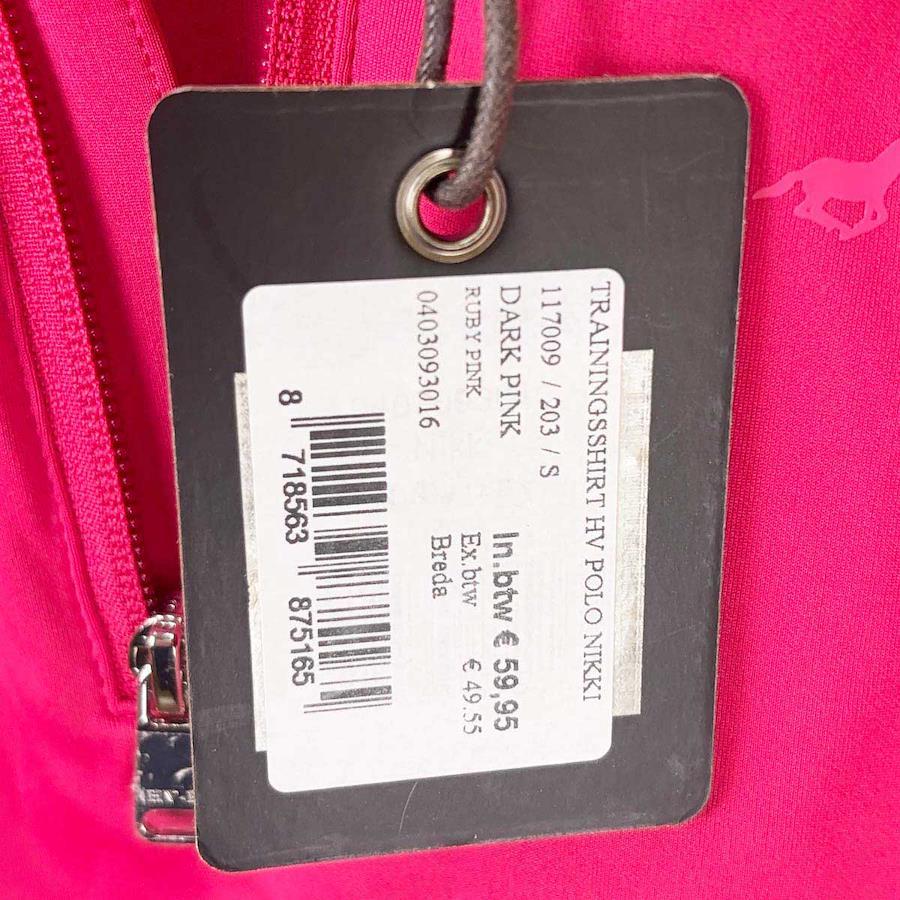 TRAININGSSHIRT HV POLO NIKKI
117009 / 203 / S
DARK PINK
RUBY PINK
0403093016
In.btw € 59,95
Ex.btw € 49.55
Breda
8 718563 875165